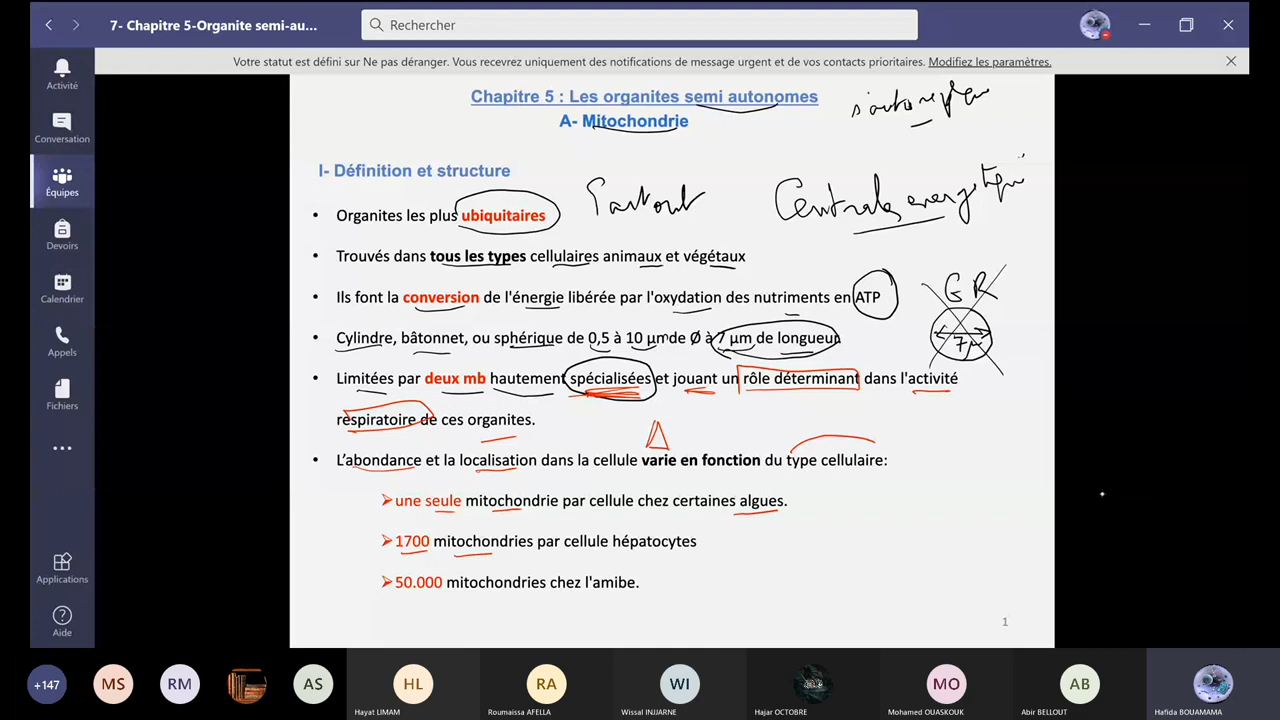 7- Chapitre 5-Organite semi-au...
Rechercher
Votre statut est défini sur Ne pas déranger. Vous recevrez uniquement des notifications de message urgent et de vos contacts prioritaires. Modifiez les paramètres.
Activité
Conversation
Équipes
Devoirs
Calendrier
Appels
Fichiers
Applications
Aide
Chapitre 5 : Les organites semi autonomes
A- Mitochondrie
I- Définition et structure
Partout
Centrales energétiques
• Organites les plus ubiquitaires
• Trouvés dans tous les types cellulaires animaux et végétaux
• Ils font la conversion de l'énergie libérée par l'oxydation des nutriments en ATP
GR
• Cylindre, bâtonnet, ou sphérique de 0,5 à 10 µm de Ø à 7 µm de longueur.
7µ
• Limitées par deux mb hautement spécialisées et jouant un rôle déterminant dans l'activité
respiratoire de ces organites.
• L'abondance et la localisation dans la cellule varie en fonction du type cellulaire:
➢une seule mitochondrie par cellule chez certaines algues.
➢1700 mitochondries par cellule hépatocytes
➢50.000 mitochondries chez l'amibe.
1
+147
MS
RM
AS
HL
RA
WI
MO
AB
Hayat LIMAM
Roumaissa AFELLA
Wissal INJJARNE
Hajar OCTOBRE
Mohamed OUASKOUK
Abir BELLOUT
Hafida BOUAMAMA